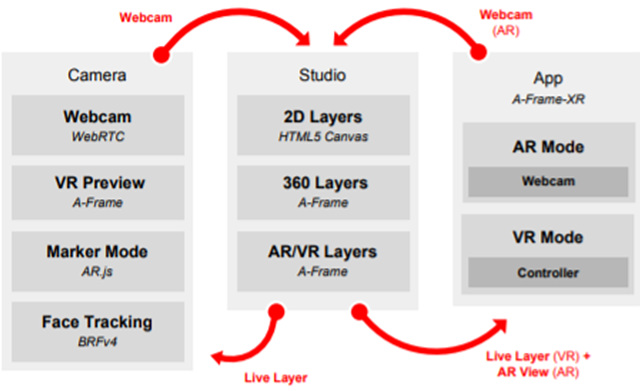 Webcam
Webcam
(AR)
Camera
Webcam
WebRTC
VR Preview
A-Frame
Marker Mode
AR.js
Face Tracking
BRFv4
Studio
2D Layers
HTML5 Canvas
360 Layers
A-Frame
AR/VR Layers
A-Frame
App
A-Frame-XR
AR Mode
Webcam
VR Mode
Controller
Live Layer
Live Layer (VR) +
AR View (AR)